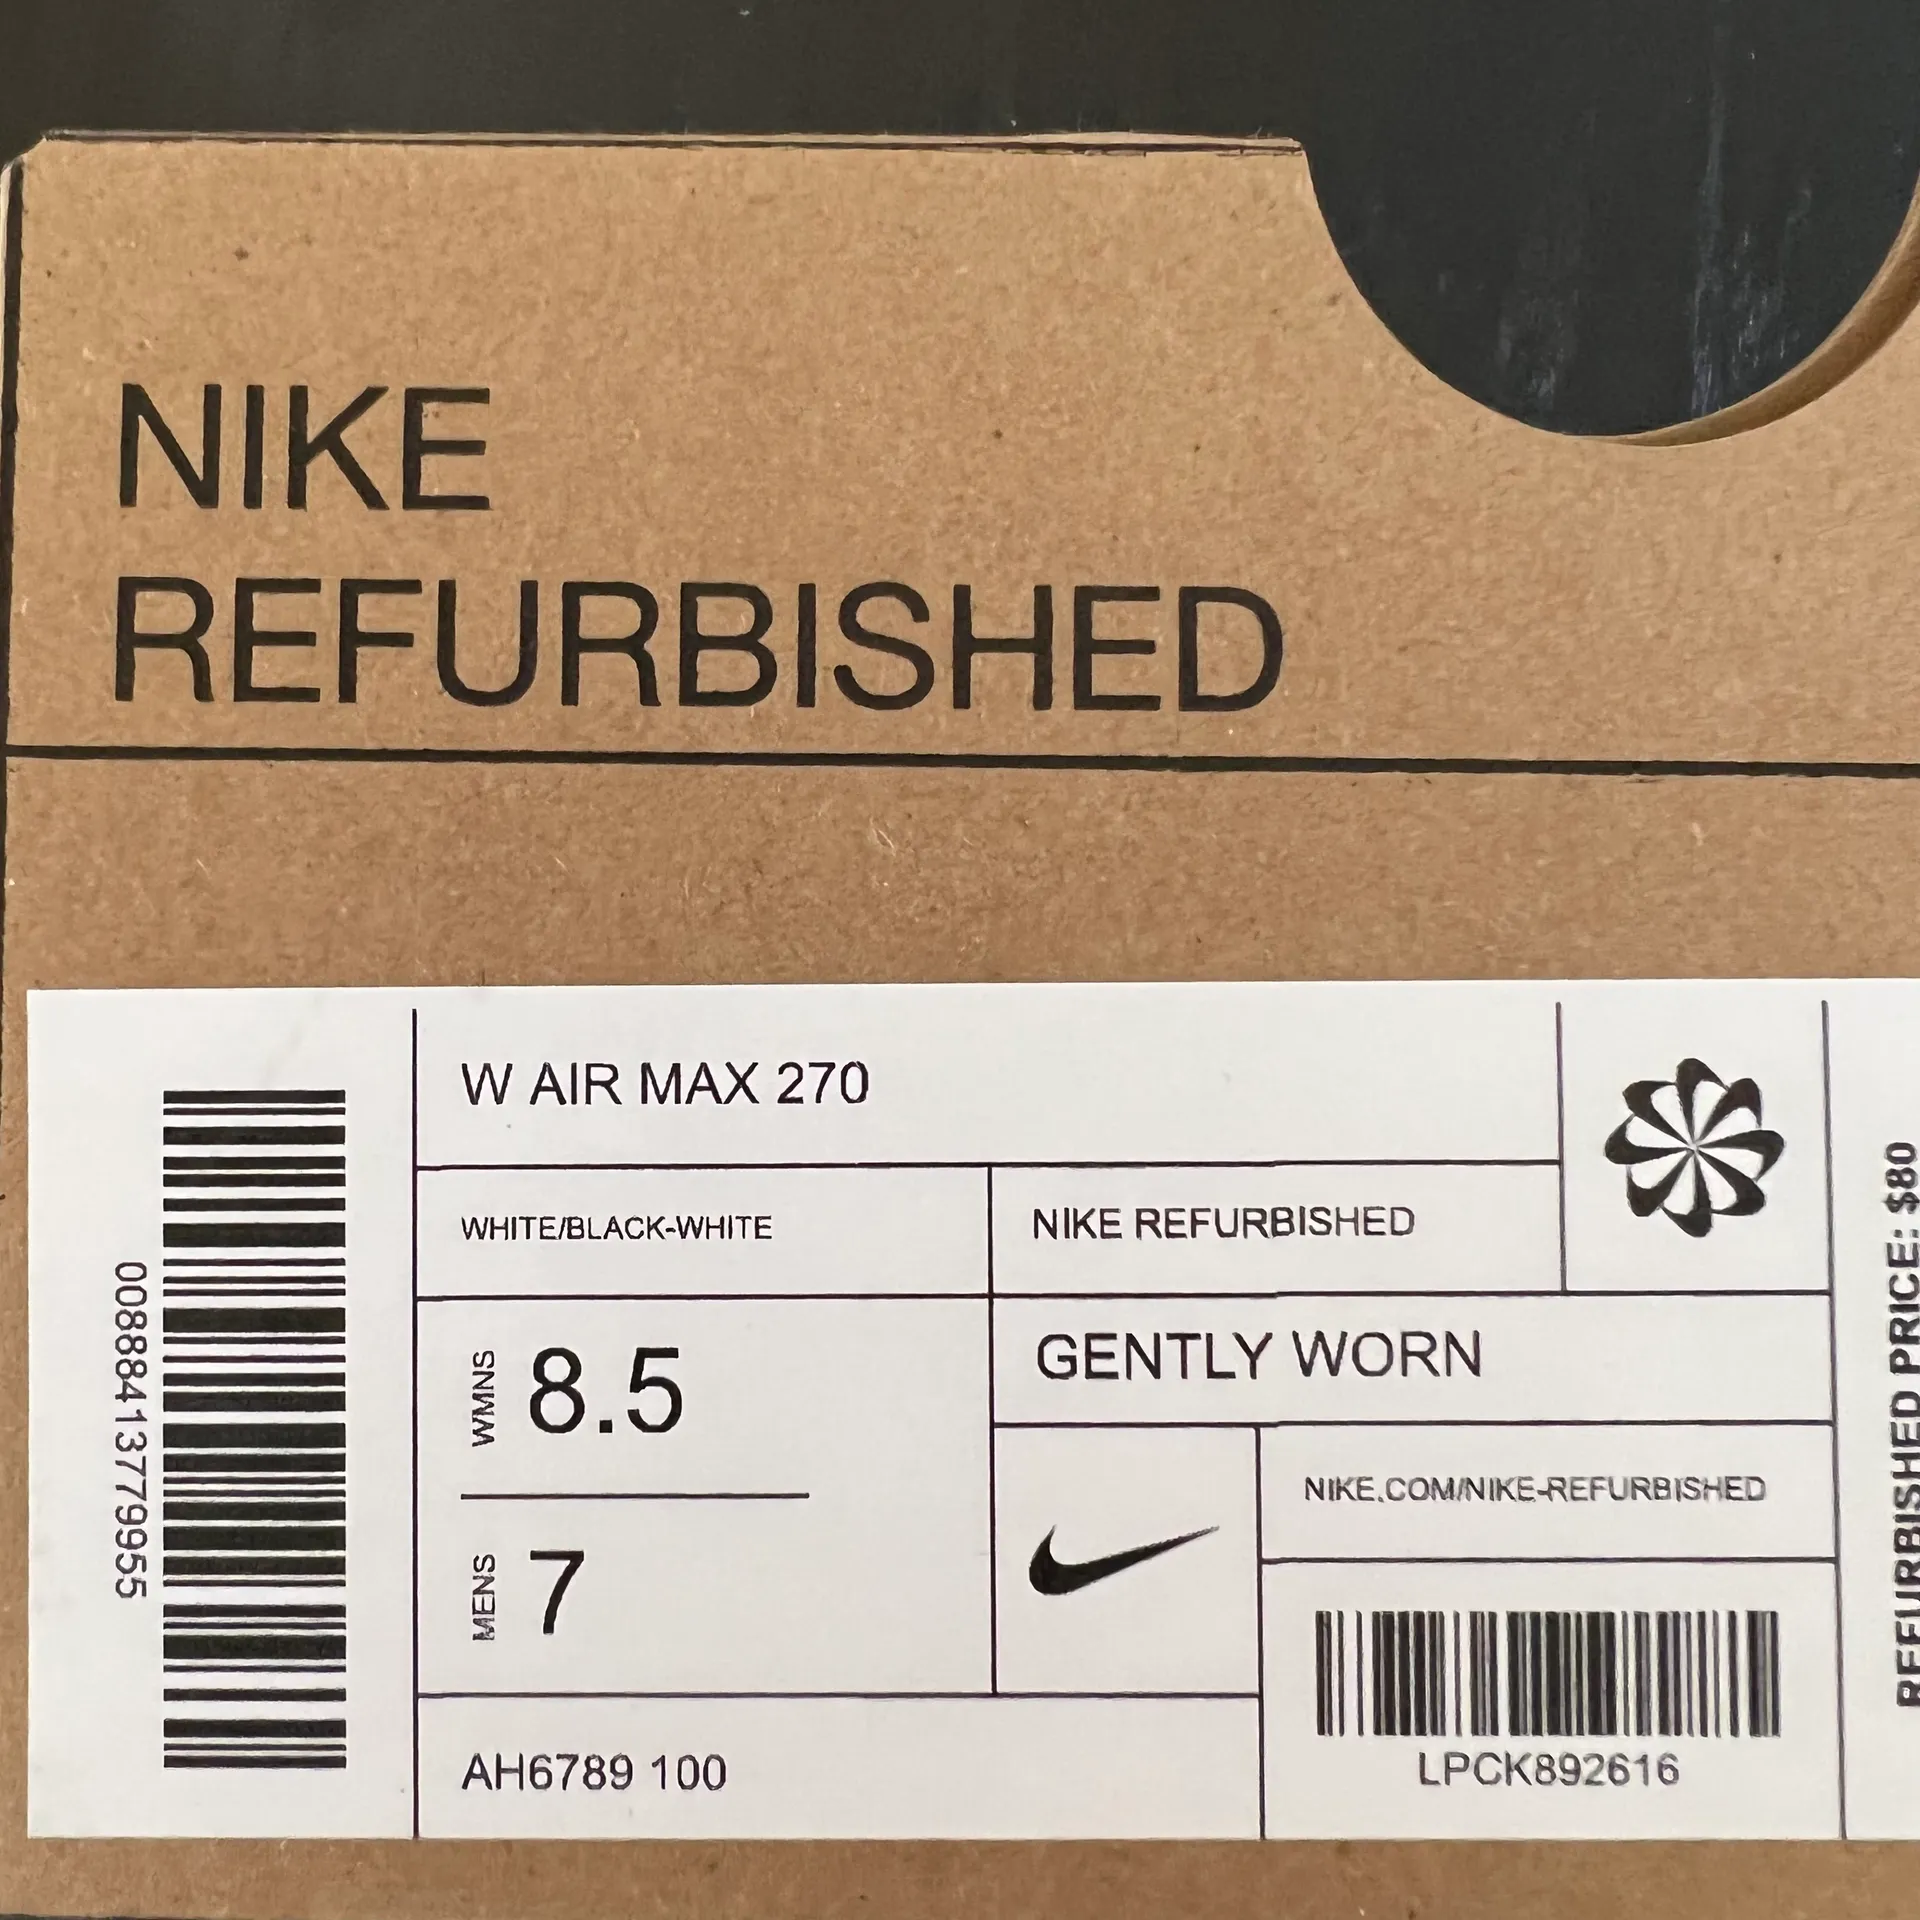 NIKE
REFURBISHED
W AIR MAX 270
WHITE/BLACK-WHITE
NIKE REFURBISHED
WMNS 8.5
GENTLY WORN
MENS 7
NIKE.COM/NIKE-REFURBISHED
AH6789 100
LPCK892616
00888413779955
REFURBISHED PRICE: $80